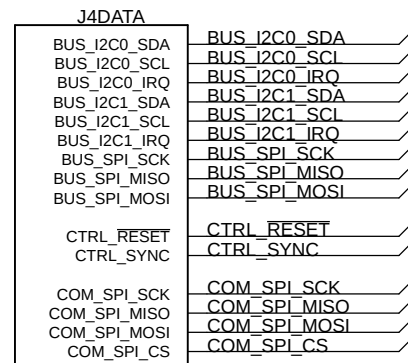 J4DATA
BUS_I2C0_SDA BUS_I2C0_SDA
BUS_I2C0_SCL BUS_I2C0_SCL
BUS_I2C0_IRQ BUS_I2C0_IRQ
BUS_I2C1_SDA BUS_I2C1_SDA
BUS_I2C1_SCL BUS_I2C1_SCL
BUS_I2C1_IRQ BUS_I2C1_IRQ
BUS_SPI_SCK BUS_SPI_SCK
BUS_SPI_MISO BUS_SPI_MISO
BUS_SPI_MOSI BUS_SPI_MOSI
CTRL_RESET CTRL_RESET
CTRL_SYNC CTRL_SYNC
COM_SPI_SCK COM_SPI_SCK
COM_SPI_MISO COM_SPI_MISO
COM_SPI_MOSI COM_SPI_MOSI
COM_SPI_CS COM_SPI_CS